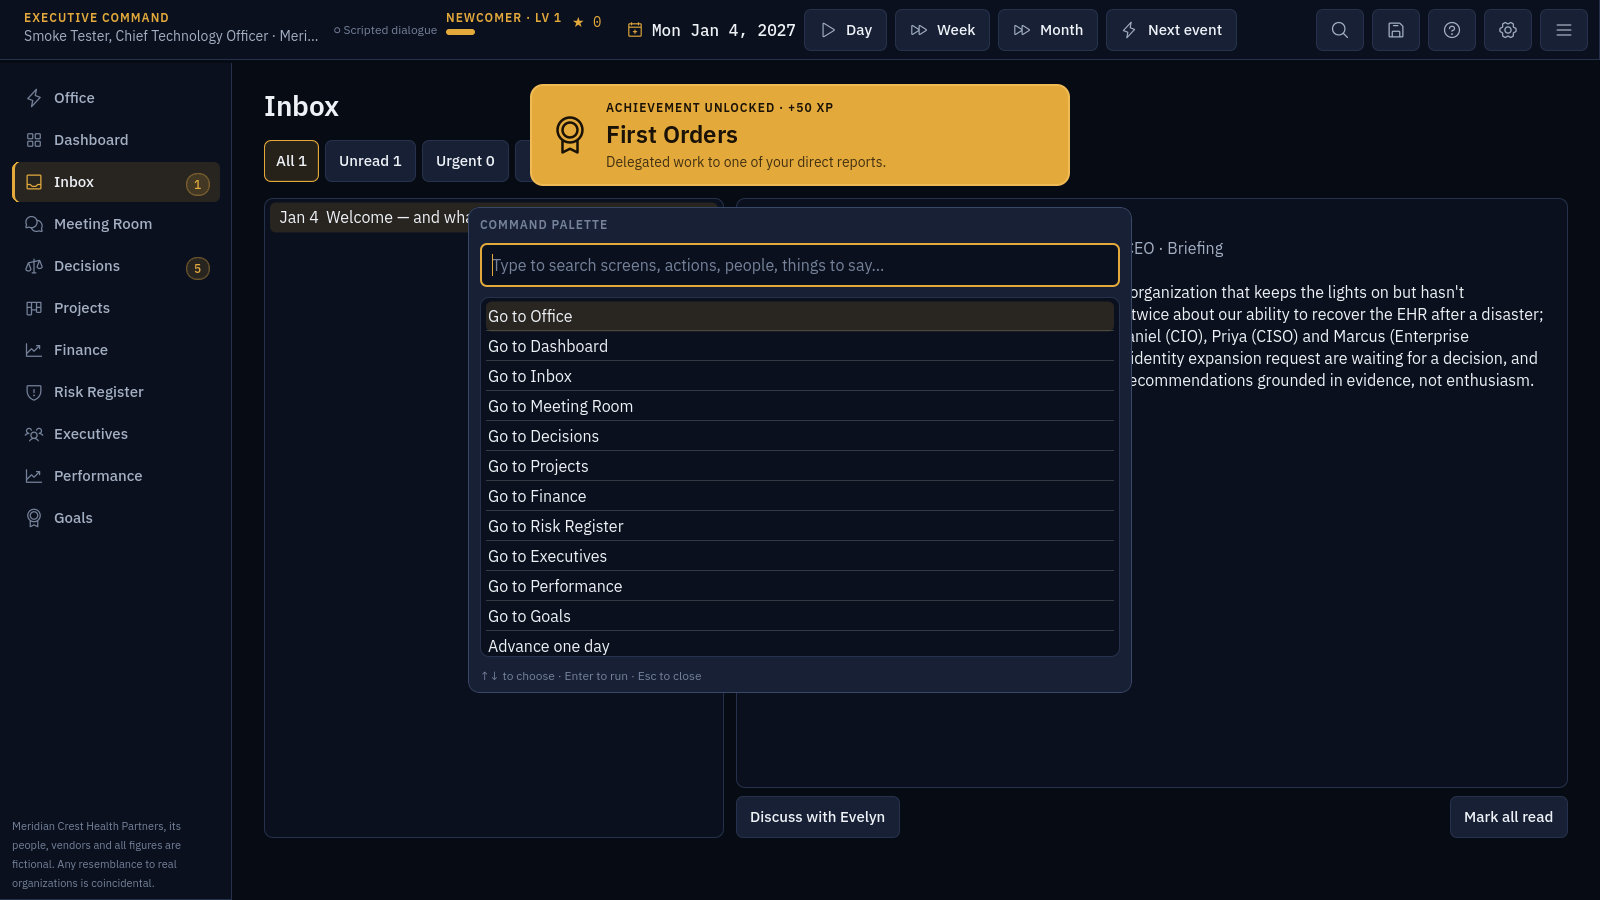 EXECUTIVE COMMAND
Smoke Tester, Chief Technology Officer · Meri...
Scripted dialogue
NEWCOMER · LV 1
★ 0
Mon Jan 4, 2027
Day
Week
Month
Next event
Office
Dashboard
Inbox
1
Meeting Room
Decisions
5
Projects
Finance
Risk Register
Executives
Performance
Goals
Meridian Crest Health Partners, its
people, vendors and all figures are
fictional. Any resemblance to real
organizations is coincidental.
Inbox
All 1
Unread 1
Urgent 0
ACHIEVEMENT UNLOCKED · +50 XP
First Orders
Delegated work to one of your direct reports.
Jan 4 Welcome — and
COMMAND PALETTE
Type to search screens, actions, people, things to say...
Go to Office
Go to Dashboard
Go to Inbox
Go to Meeting Room
Go to Decisions
Go to Projects
Go to Finance
Go to Risk Register
Go to Executives
Go to Performance
Go to Goals
Advance one day
↑↓ to choose · Enter to run · Esc to close
CEO · Briefing
organization that keeps the lights on but hasn't
twice about our ability to recover the EHR after a disaster;
(CIO), Priya (CISO) and Marcus (Enterprise
identity expansion request are waiting for a decision, and
recommendations grounded in evidence, not enthusiasm.
Discuss with Evelyn
Mark all read